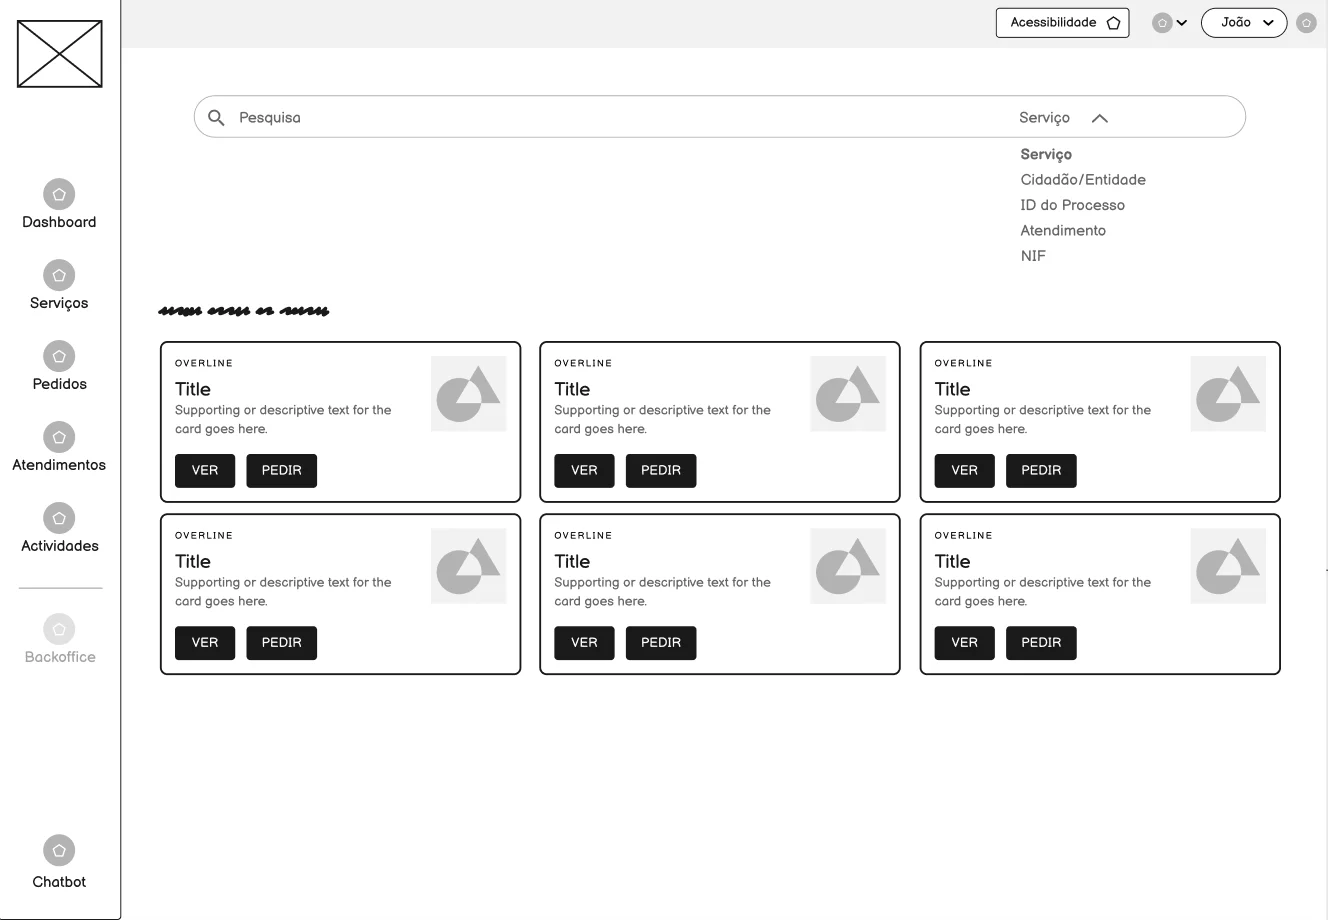 Acessibilidade
João
Pesquisa
Serviço
Serviço
Cidadão/Entidade
ID do Processo
Atendimento
NIF
Dashboard
Serviços
Pedidos
Atendimentos
Actividades
Backoffice
Chatbot
OVERLINE
Title
Supporting or descriptive text for the
card goes here.
VER
PEDIR
OVERLINE
Title
Supporting or descriptive text for the
card goes here.
VER
PEDIR
OVERLINE
Title
Supporting or descriptive text for the
card goes here.
VER
PEDIR
OVERLINE
Title
Supporting or descriptive text for the
card goes here.
VER
PEDIR
OVERLINE
Title
Supporting or descriptive text for the
card goes here.
VER
PEDIR
OVERLINE
Title
Supporting or descriptive text for the
card goes here.
VER
PEDIR